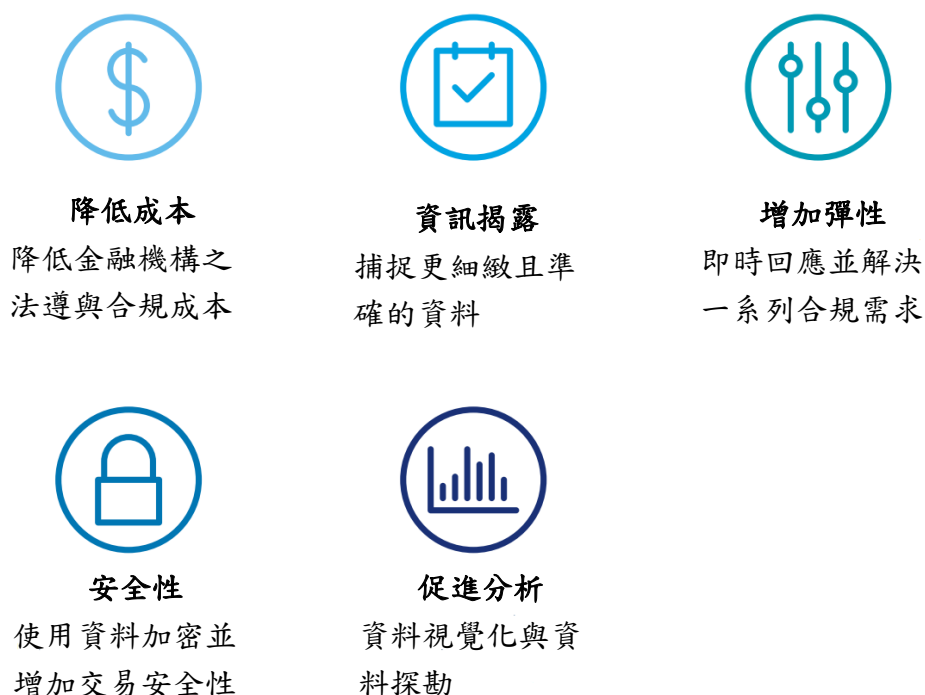 降低成本
降低金融機構之
法遵與合規成本
資訊揭露
捕捉更細緻且準
確的資料
增加彈性
即時回應並解決
一系列合規需求
安全性
使用資料加密並
增加交易安全性
促進分析
資料視覺化與資
料探勘